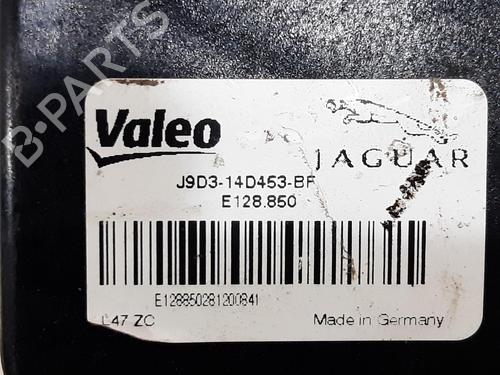 B-PARTS
Valeo
JAGUAR
J9D3-14D453-BF
E128.850
E128850281200841
L47 ZC
Made in Germany